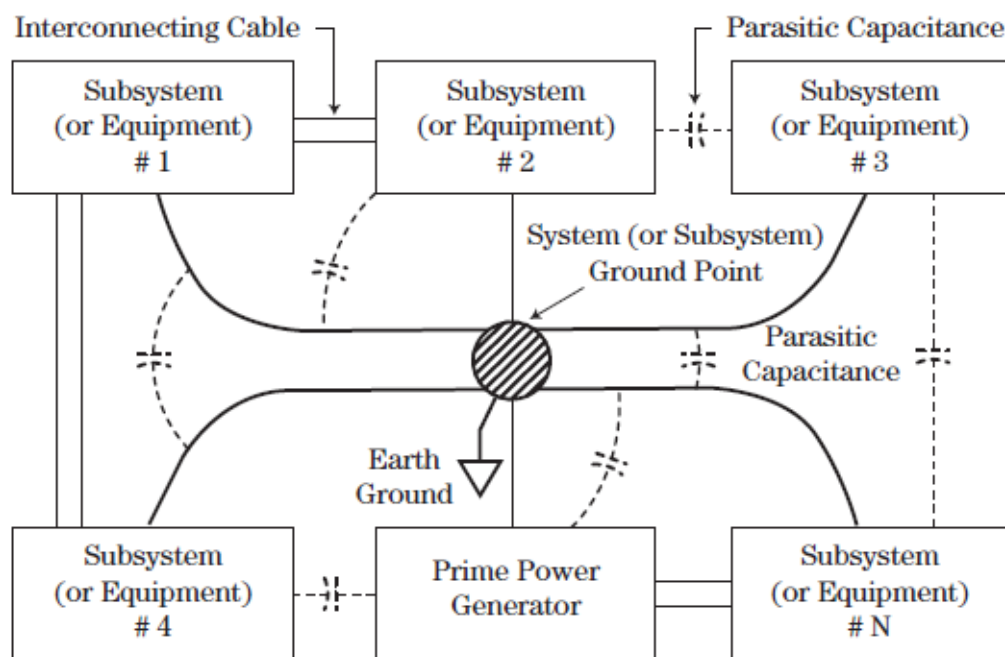 Interconnecting Cable
Parasitic Capacitance
Subsystem
(or Equipment)
# 1
Subsystem
(or Equipment)
# 2
Subsystem
(or Equipment)
# 3
System (or Subsystem)
Ground Point
Parasitic
Capacitance
Earth
Ground
Subsystem
(or Equipment)
# 4
Prime Power
Generator
Subsystem
(or Equipment)
# N